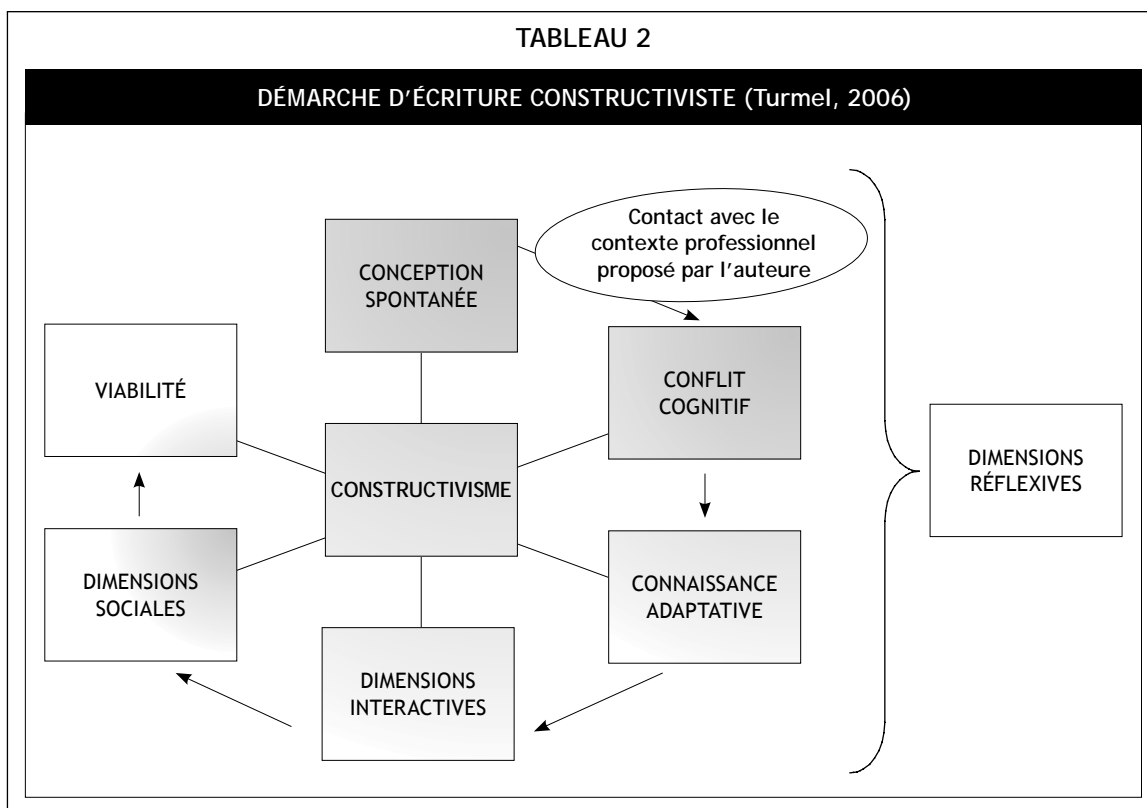 TABLEAU 2
DÉMARCHE D'ÉCRITURE CONSTRUCTIVISTE (Turmel, 2006)
Contact avec le
contexte professionnel
proposé par l'auteure
CONCEPTION
SPONTANÉE
VIABILITÉ
CONFLIT
COGNITIF
CONSTRUCTIVISME
DIMENSIONS
RÉFLEXIVES
DIMENSIONS
SOCIALES
CONNAISSANCE
ADAPTATIVE
DIMENSIONS
INTERACTIVES